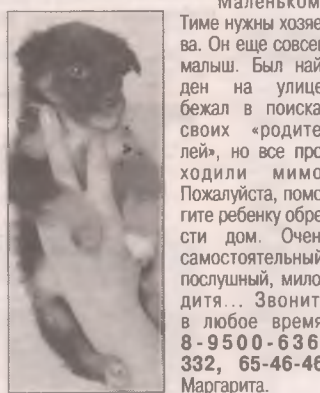 Маленьком
Тиме нужны хозяе
ва. Он еще совсем
малыш. Был най
ден на улице
бежал в поиска
своих «родите
лей», но все про
ходили мимо
Пожалуйста, помо
гите ребенку обре
сти дом. Очен
самостоятельный
послушный, мило
дитя... Звонит
в любое время
8-9500-636
332, 65-46-46
Маргарита.